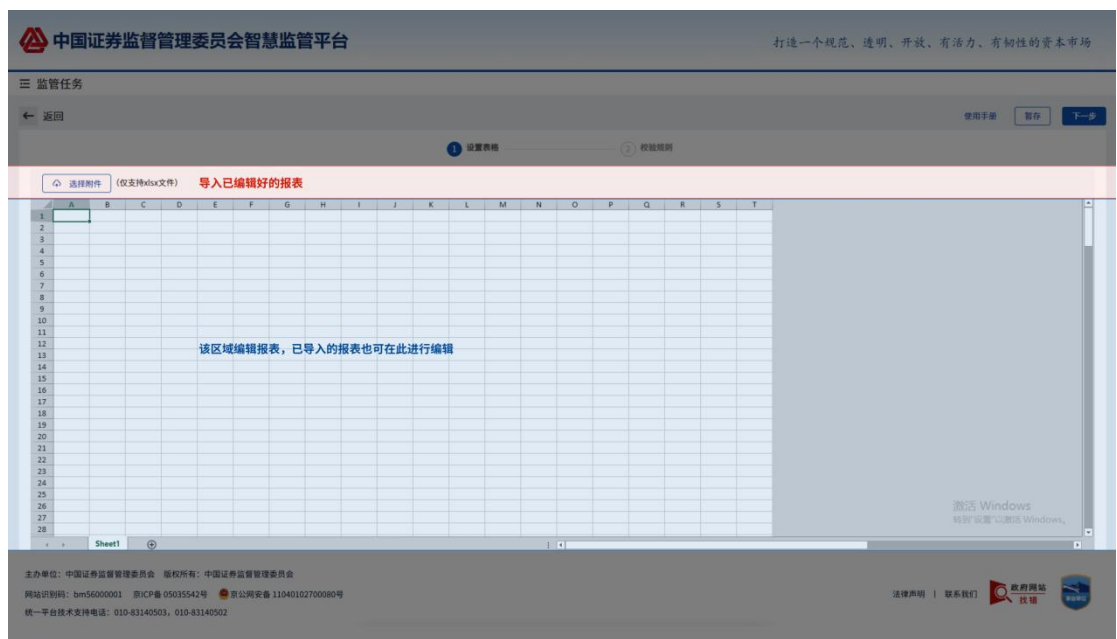 中国证券监督管理委员会智慧监管平台
打造一个规范、透明、开放、有活力、有韧性的资本市场
监管任务
返回 使用手册 暂存 下一步
1 设置表格 2 校验规则
选择附件 (仅支持xlsx文件) 导入已编辑好的报表
A B C D E F G H I J K L M N O P Q R S T
1
2
3
4
5
6
7
8
9
10
11
12
该区域编辑报表，已导入的报表也可在此进行编辑
13
14
15
16
17
18
19
20
21
22
23
24
25
26
27
28
激活 Windows
转到"设置"以激活 Windows。
Sheet1
主办单位：中国证券监督管理委员会 版权所有：中国证券监督管理委员会
网站识别码：bm56000001 京ICP备 05035542号 京公网安备 11040102700080号
统一平台技术支持电话：010-83140503，010-83140502
法律声明 | 联系我们
政府网站
找错
事业单位